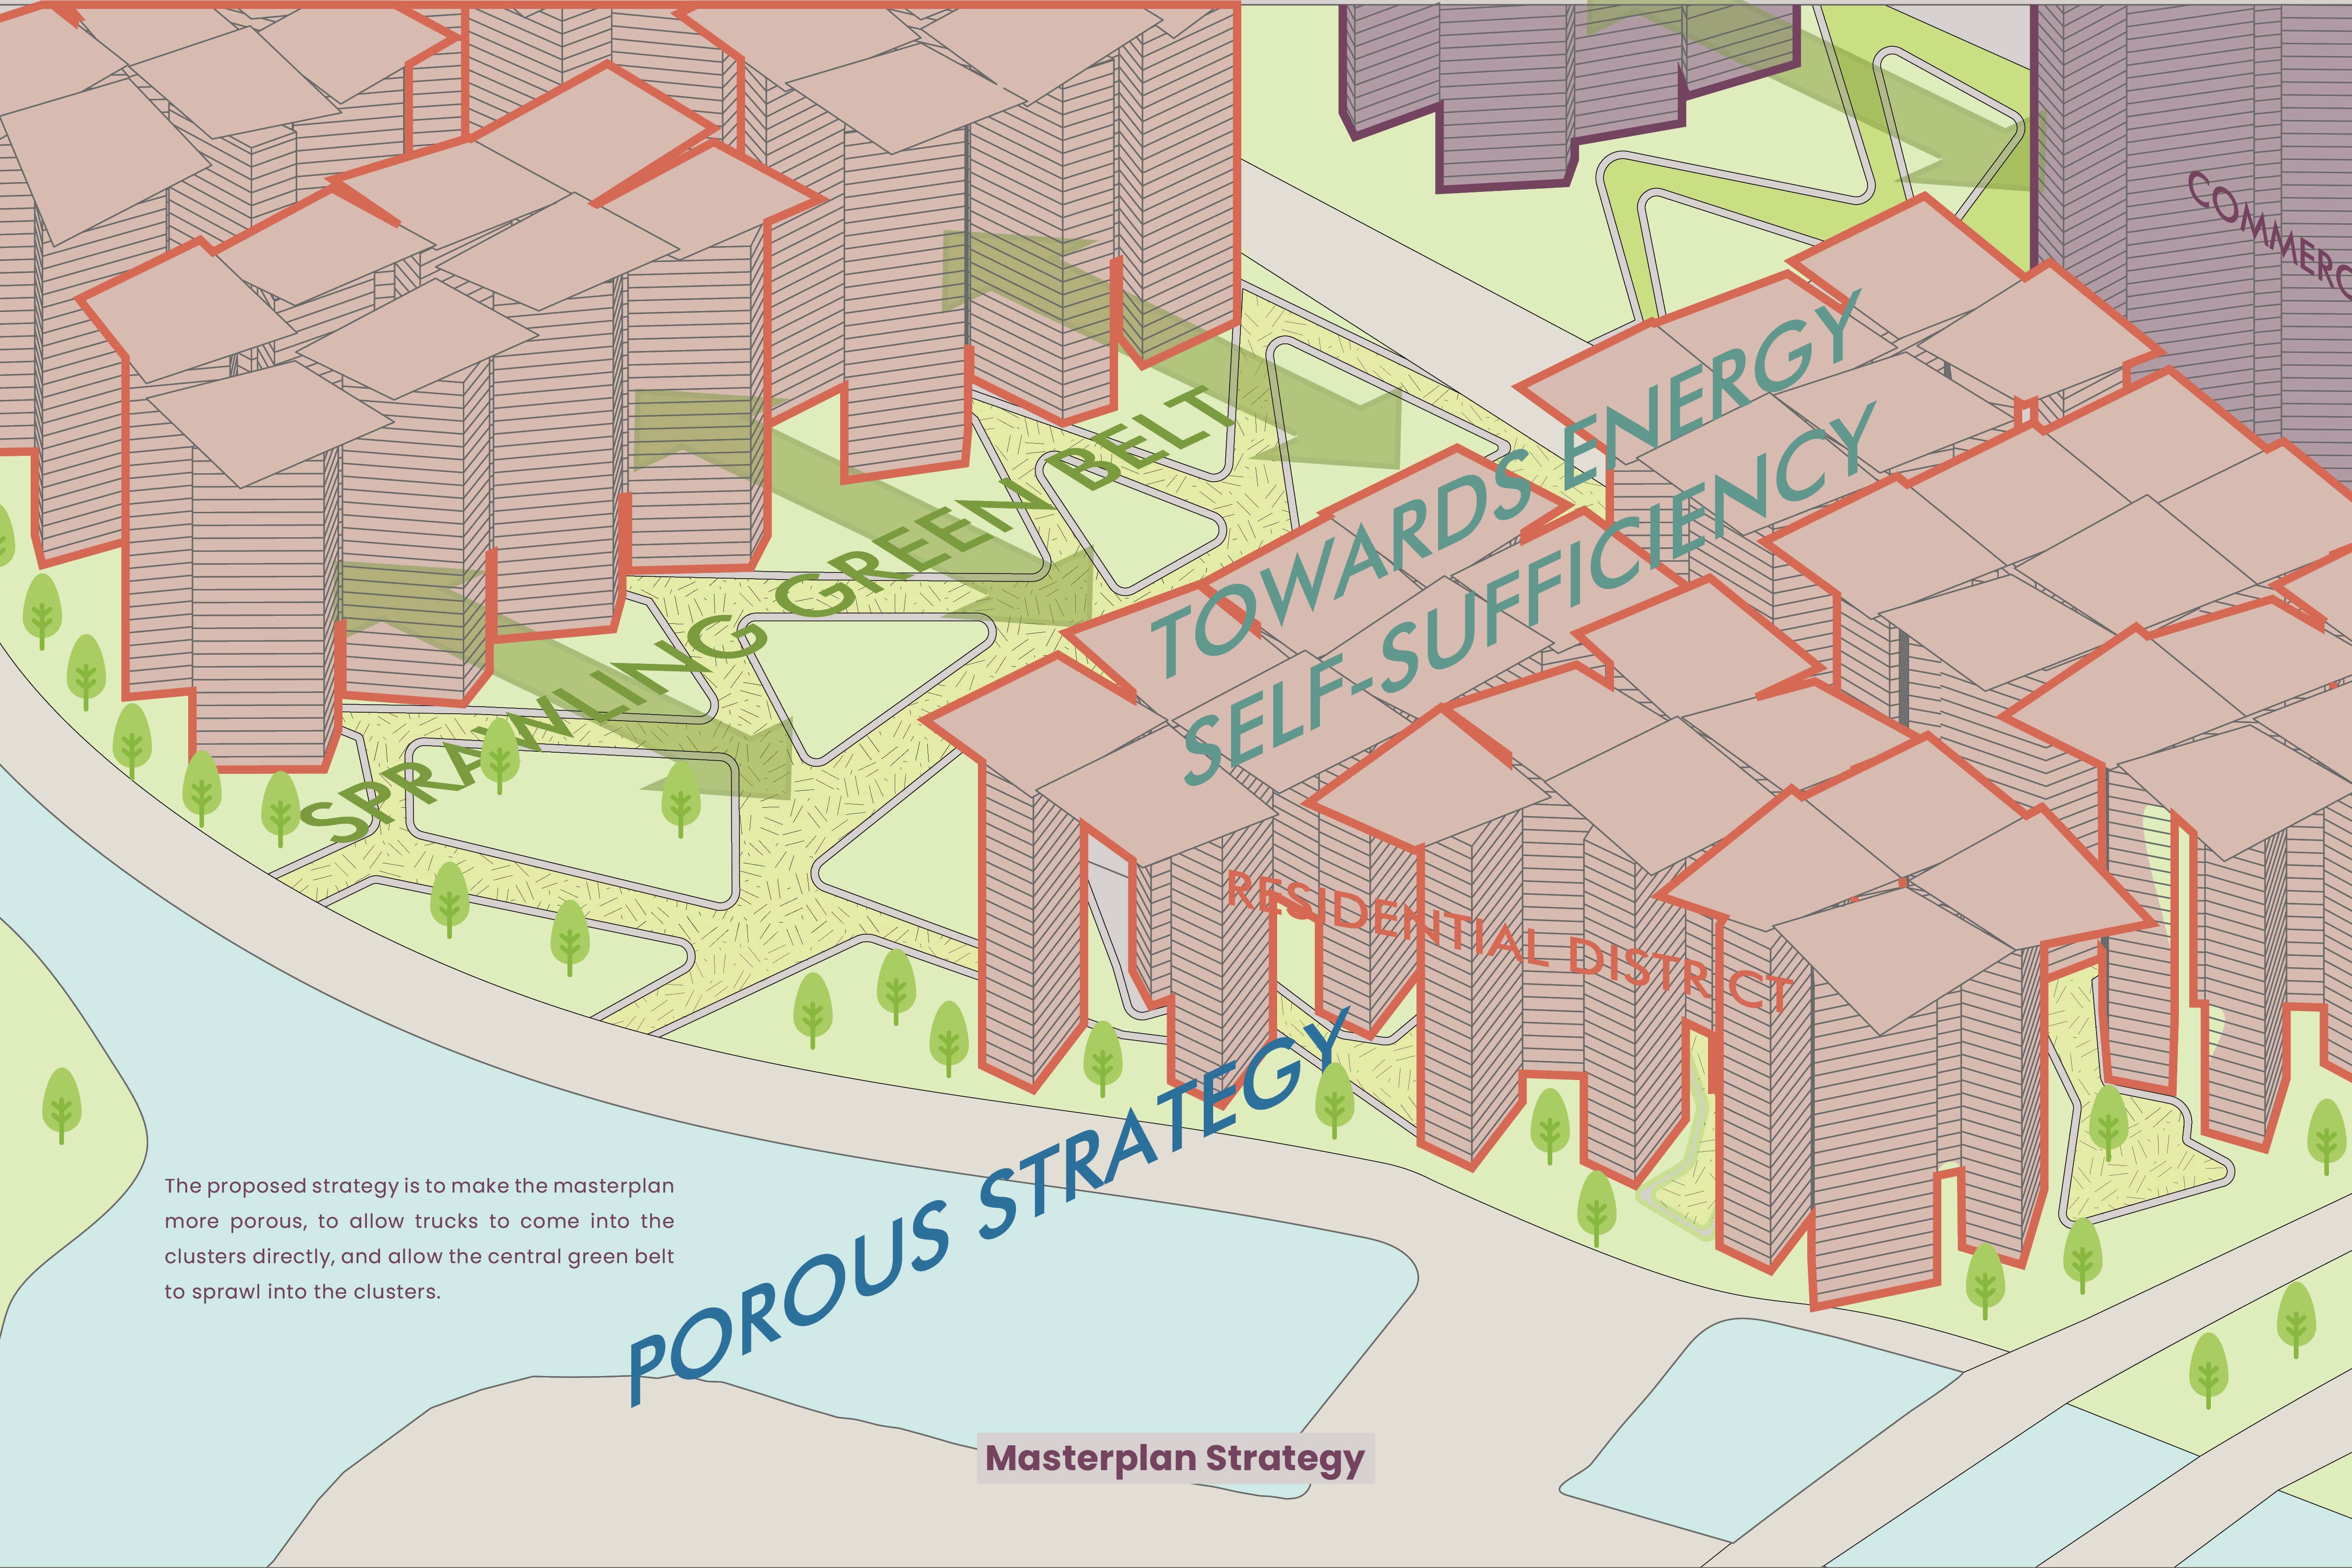 COMMERC
TOWARDS ENERGY
SELF-SUFFICIENCY
SPRAWLING GREEN BELT
RESIDENTIAL DISTRICT
POROUS STRATEGY
The proposed strategy is to make the masterplan
more porous, to allow trucks to come into the
clusters directly, and allow the central green belt
to sprawl into the clusters.
Masterplan Strategy